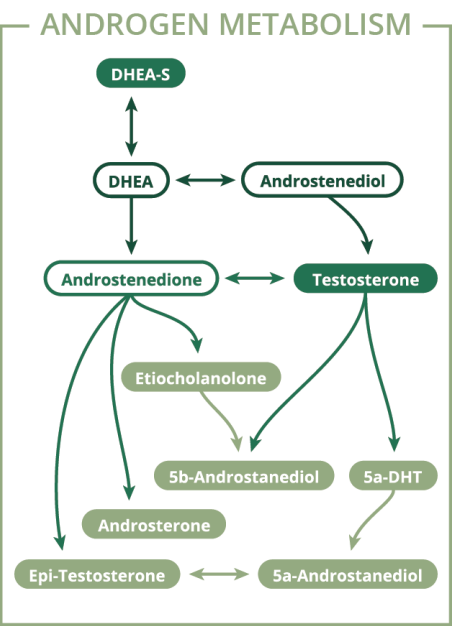 ANDROGEN METABOLISM
DHEA-S
DHEA
Androstenediol
Androstenedione
Testosterone
Etiocholanolone
5b-Androstanediol
5a-DHT
Androsterone
Epi-Testosterone
5a-Androstanediol